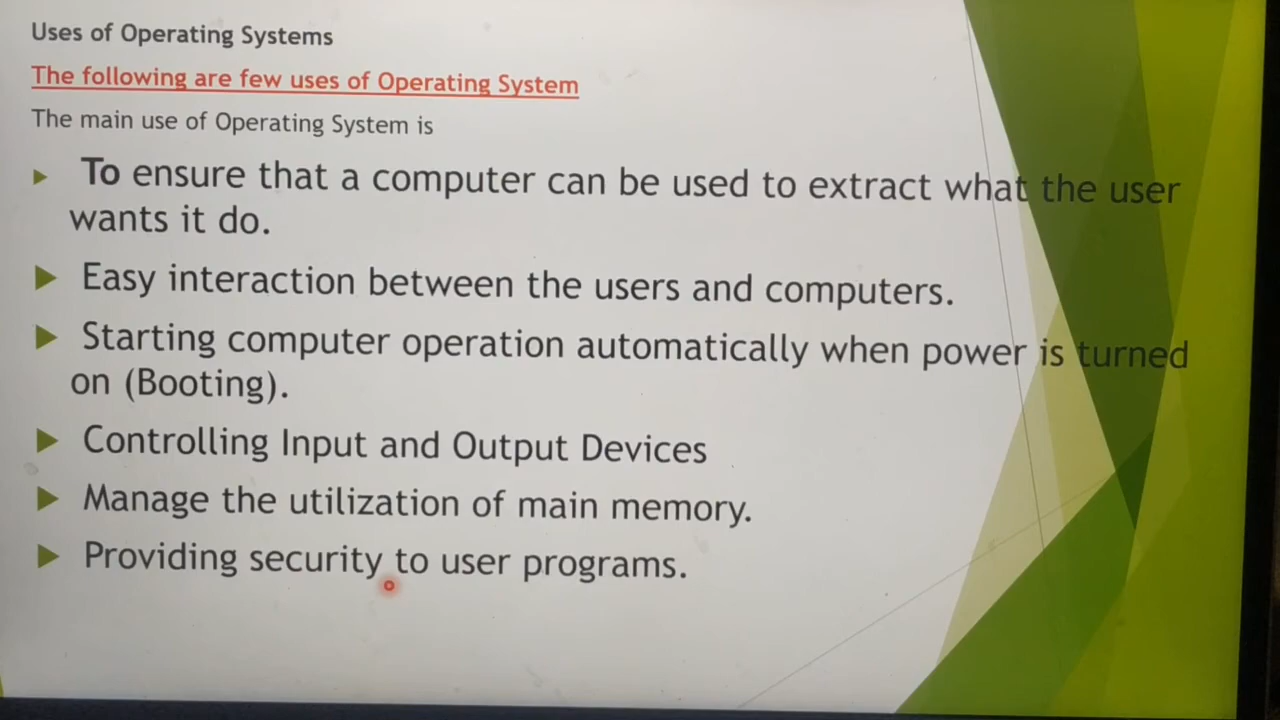 Uses of Operating Systems
The following are few uses of Operating System
The main use of Operating System is
To ensure that a computer can be used to extract what the user
wants it do.
Easy interaction between the users and computers.
Starting computer operation automatically when power is turned
on (Booting).
Controlling Input and Output Devices
Manage the utilization of main memory.
Providing security to user programs.